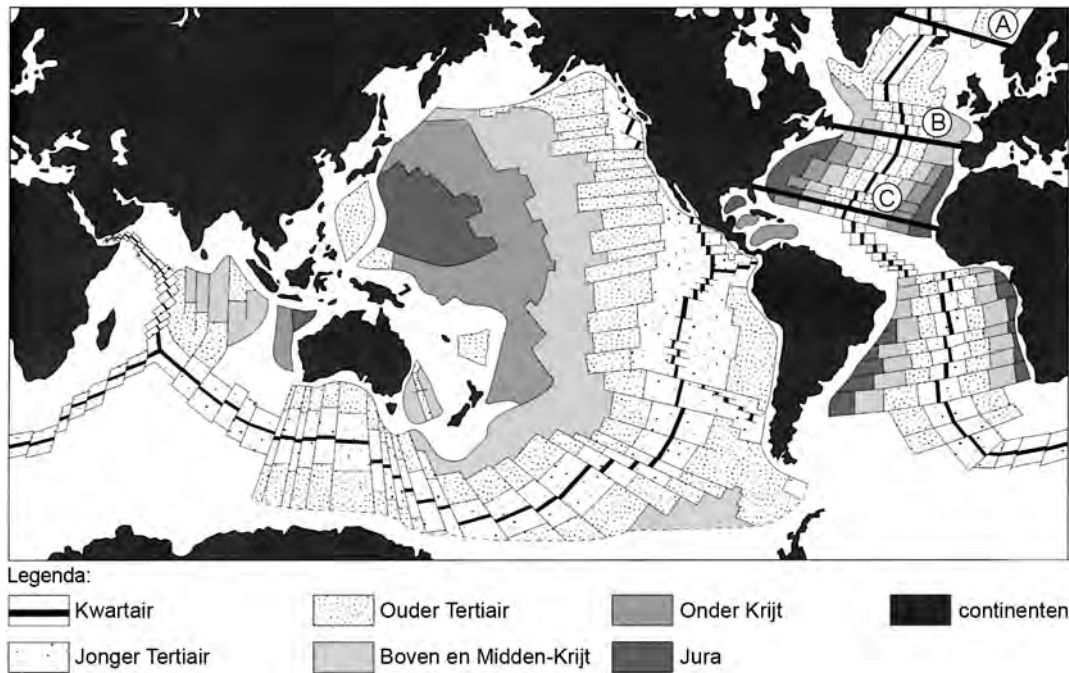 A
B
C
Legenda:
Kwartair
Ouder Tertiair
Onder Krijt
continenten
Jonger Tertiair
Boven en Midden-Krijt
Jura